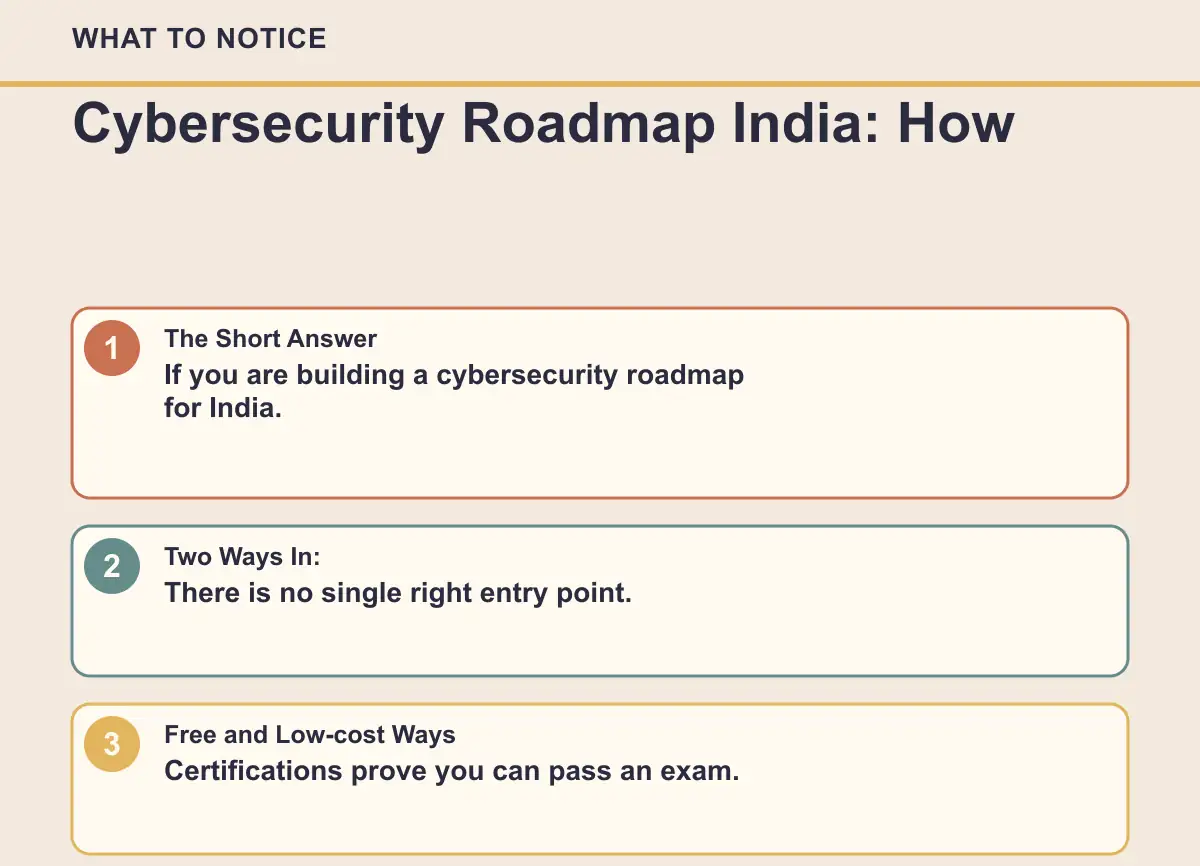 WHAT TO NOTICE
Cybersecurity Roadmap India: How
1
The Short Answer
If you are building a cybersecurity roadmap
for India.
2
Two Ways In:
There is no single right entry point.
3
Free and Low-cost Ways
Certifications prove you can pass an exam.